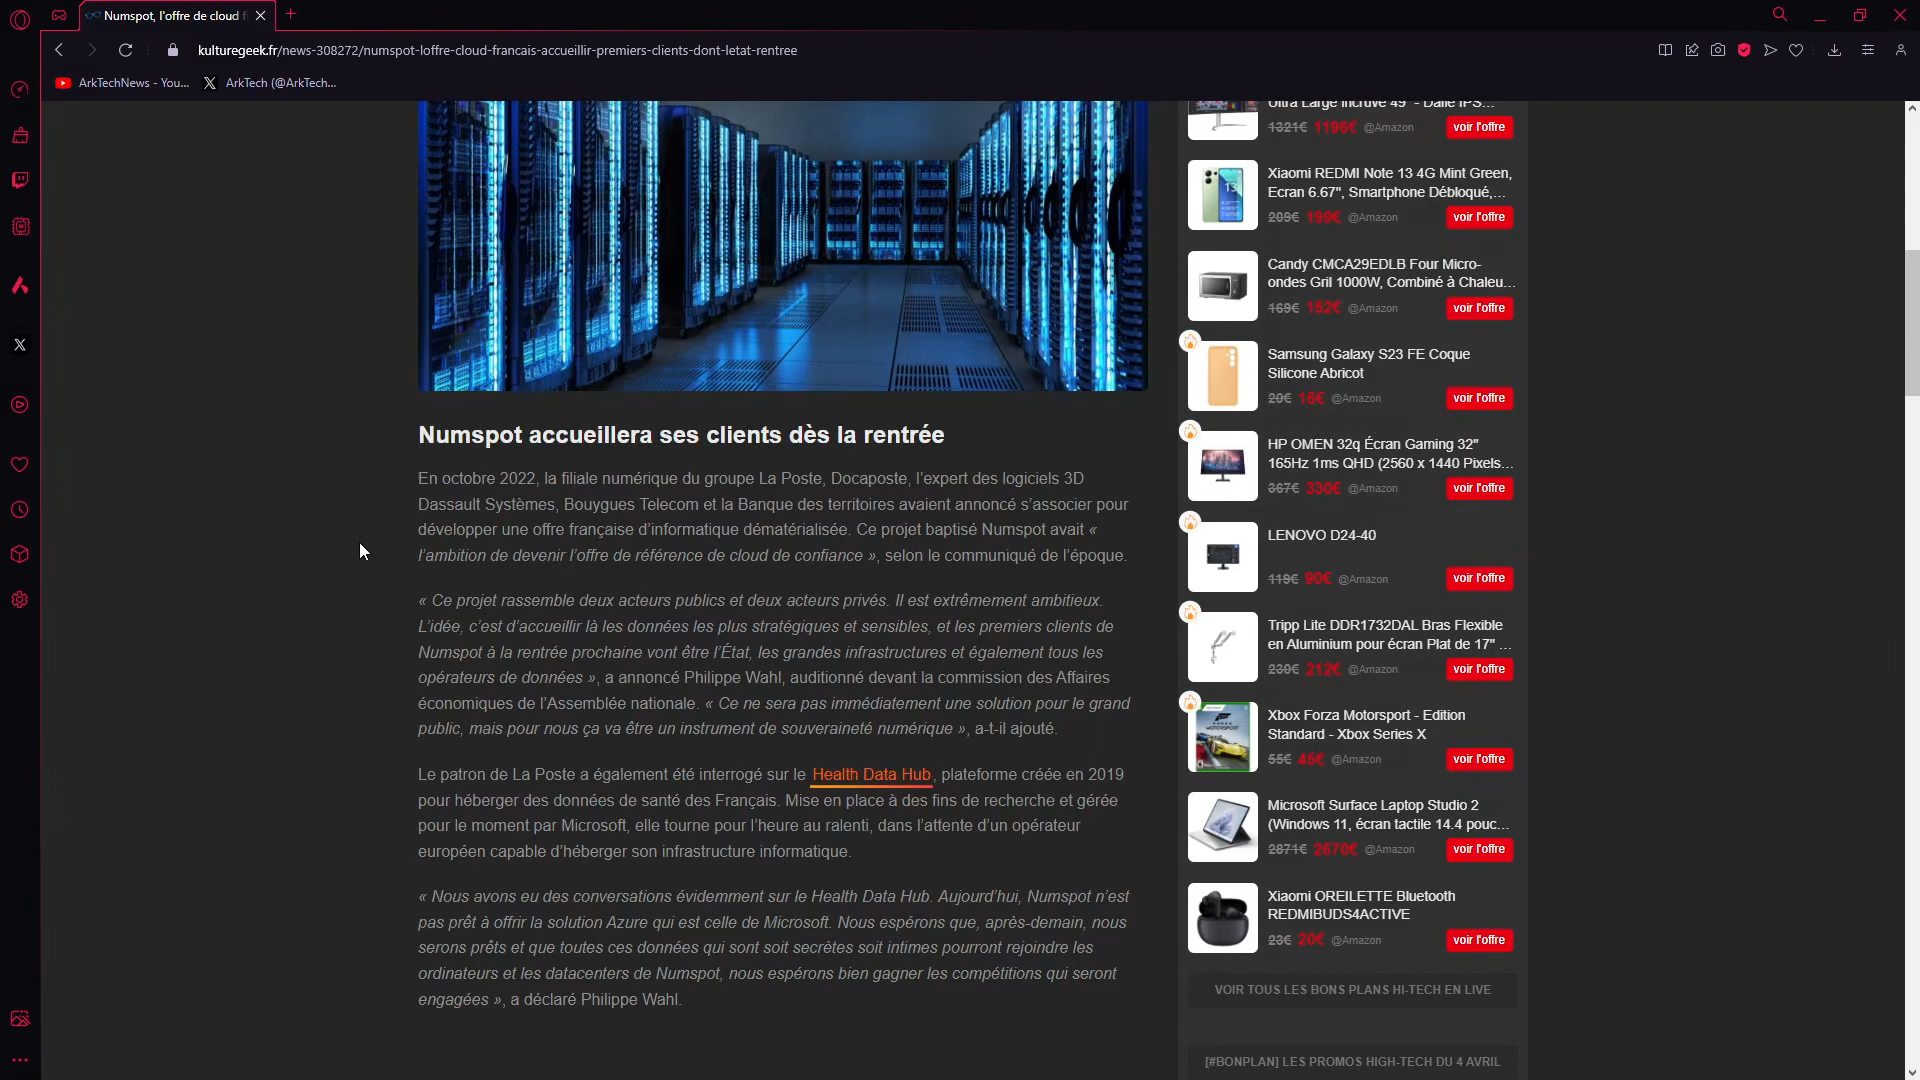 Numspot, l'offre de cloud f
kulturegeek.fr/news-308272/numspot-loffre-cloud-francais-accueillir-premiers-clients-dont-letat-rentree
ArkTechNews - You...
ArkTech (@ArkTech...
Numspot accueillera ses clients dès la rentrée
En octobre 2022, la filiale numérique du groupe La Poste, Docaposte, l’expert des logiciels 3D
Dassault Systèmes, Bouygues Telecom et la Banque des territoires avaient annoncé s’associer pour
développer une offre française d’informatique dématérialisée. Ce projet baptisé Numspot avait «
l’ambition de devenir l’offre de référence de cloud de confiance », selon le communiqué de l’époque.
« Ce projet rassemble deux acteurs publics et deux acteurs privés. Il est extrêmement ambitieux.
L’idée, c’est d’accueillir là les données les plus stratégiques et sensibles, et les premiers clients de
Numspot à la rentrée prochaine vont être l’État, les grandes infrastructures et également tous les
opérateurs de données », a annoncé Philippe Wahl, auditionné devant la commission des Affaires
économiques de l’Assemblée nationale. « Ce ne sera pas immédiatement une solution pour le grand
public, mais pour nous ça va être un instrument de souveraineté numérique », a-t-il ajouté.
Le patron de La Poste a également été interrogé sur le Health Data Hub, plateforme créée en 2019
pour héberger des données de santé des Français. Mise en place à des fins de recherche et gérée
pour le moment par Microsoft, elle tourne pour l’heure au ralenti, dans l’attente d’un opérateur
européen capable d’héberger son infrastructure informatique.
« Nous avons eu des conversations évidemment sur le Health Data Hub. Aujourd’hui, Numspot n’est
pas prêt à offrir la solution Azure qui est celle de Microsoft. Nous espérons que, après-demain, nous
serons prêts et que toutes ces données qui sont soit secrètes soit intimes pourront rejoindre les
ordinateurs et les datacenters de Numspot, nous espérons bien gagner les compétitions qui seront
engagées », a déclaré Philippe Wahl.
Ultra Large Incurvé 49" - Dalle IPS...
1321€ 1196€ @Amazon
voir l'offre
Xiaomi REDMI Note 13 4G Mint Green,
Ecran 6.67", Smartphone Débloqué,...
209€ 199€ @Amazon
voir l'offre
Candy CMCA29EDLB Four Micro-
ondes Gril 1000W, Combiné à Chaleu...
169€ 152€ @Amazon
voir l'offre
Samsung Galaxy S23 FE Coque
Silicone Abricot
20€ 16€ @Amazon
voir l'offre
HP OMEN 32q Écran Gaming 32"
165Hz 1ms QHD (2560 x 1440 Pixels...
367€ 330€ @Amazon
voir l'offre
LENOVO D24-40
119€ 90€ @Amazon
voir l'offre
Tripp Lite DDR1732DAL Bras Flexible
en Aluminium pour écran Plat de 17" ...
230€ 212€ @Amazon
voir l'offre
Xbox Forza Motorsport - Edition
Standard - Xbox Series X
55€ 45€ @Amazon
voir l'offre
Microsoft Surface Laptop Studio 2
(Windows 11, écran tactile 14.4 pouc...
2871€ 2670€ @Amazon
voir l'offre
Xiaomi OREILETTE Bluetooth
REDMIBUDS4ACTIVE
23€ 20€ @Amazon
voir l'offre
VOIR TOUS LES BONS PLANS HI-TECH EN LIVE
[#BONPLAN] LES PROMOS HIGH-TECH DU 4 AVRIL